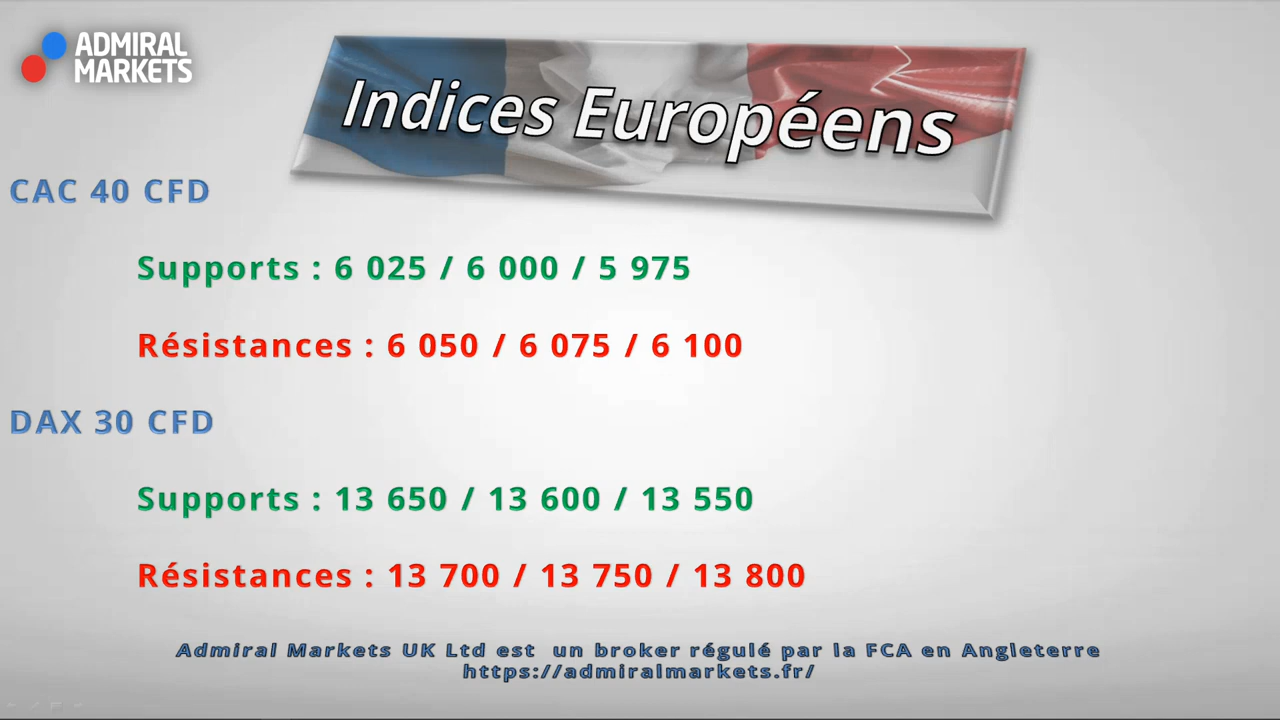 ADMIRAL
MARKETS
Indices Européens
CAC 40 CFD
Supports : 6 025 / 6 000 / 5 975
Résistances : 6 050 / 6 075 / 6 100
DAX 30 CFD
Supports : 13 650 / 13 600 / 13 550
Résistances : 13 700 / 13 750 / 13 800
Admiral Markets UK Ltd est un broker régulé par la FCA en Angleterre
https://admiralmarkets.fr/